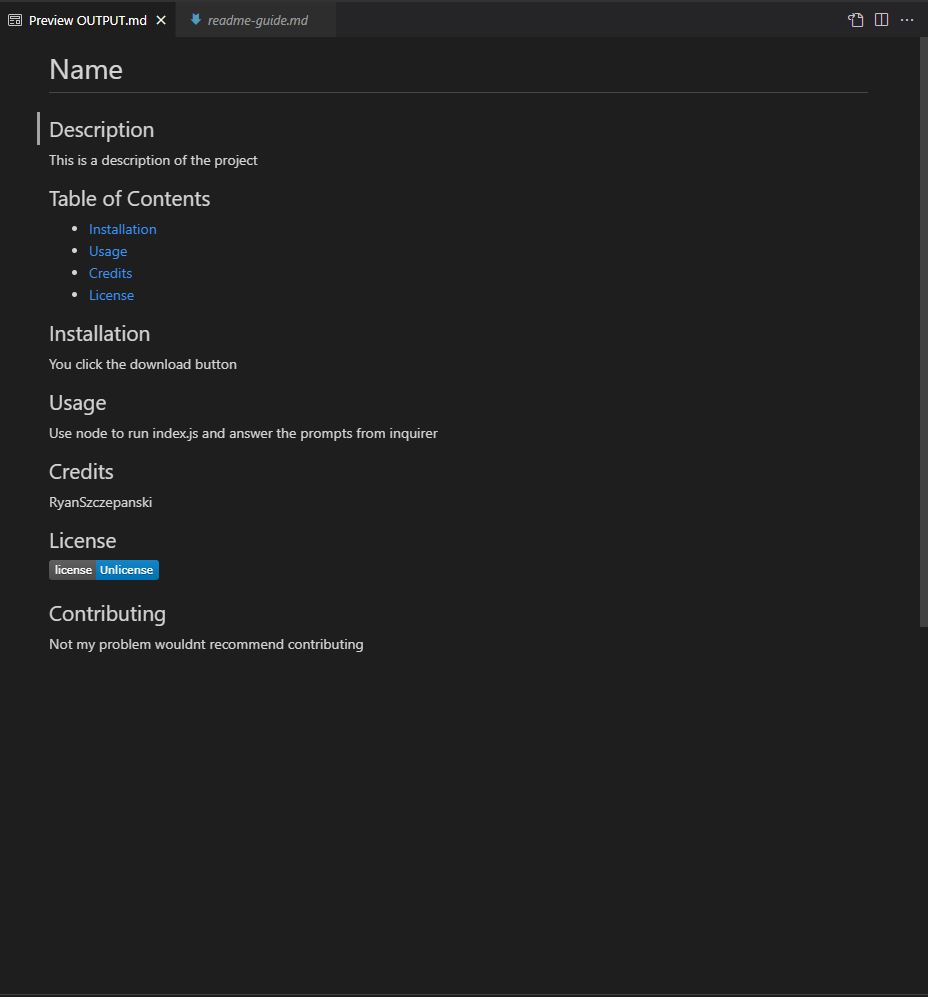 Preview OUTPUT.md readme-guide.md
Name
Description
This is a description of the project
Table of Contents
Installation
Usage
Credits
License
Installation
You click the download button
Usage
Use node to run index.js and answer the prompts from inquirer
Credits
RyanSzczepanski
License
license Unlicense
Contributing
Not my problem wouldnt recommend contributing